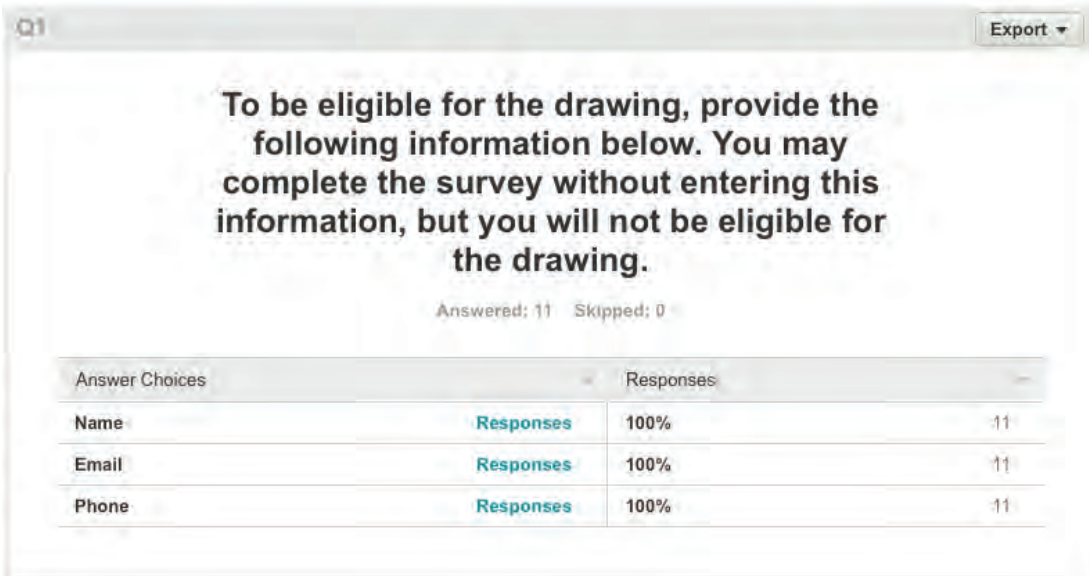 Q1
Export
To be eligible for the drawing, provide the
following information below. You may
complete the survey without entering this
information, but you will not be eligible for
the drawing.
Answered: 11 Skipped: 0
Answer Choices Responses
Name Responses 100% 11
Email Responses 100% 11
Phone Responses 100% 11